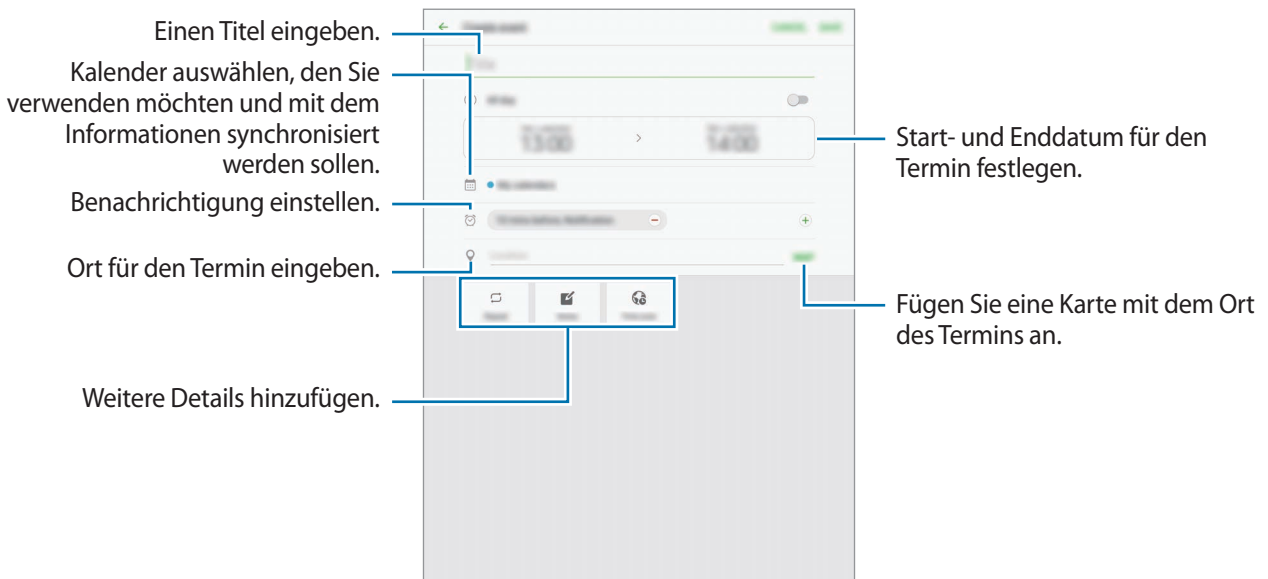 Einen Titel eingeben.
Kalender auswählen, den Sie
verwenden möchten und mit dem
Informationen synchronisiert
werden sollen.
Benachrichtigung einstellen.
Ort für den Termin eingeben.
Weitere Details hinzufügen.
Start- und Enddatum für den
Termin festlegen.
Fügen Sie eine Karte mit dem Ort
des Termins an.
13:00
14:00